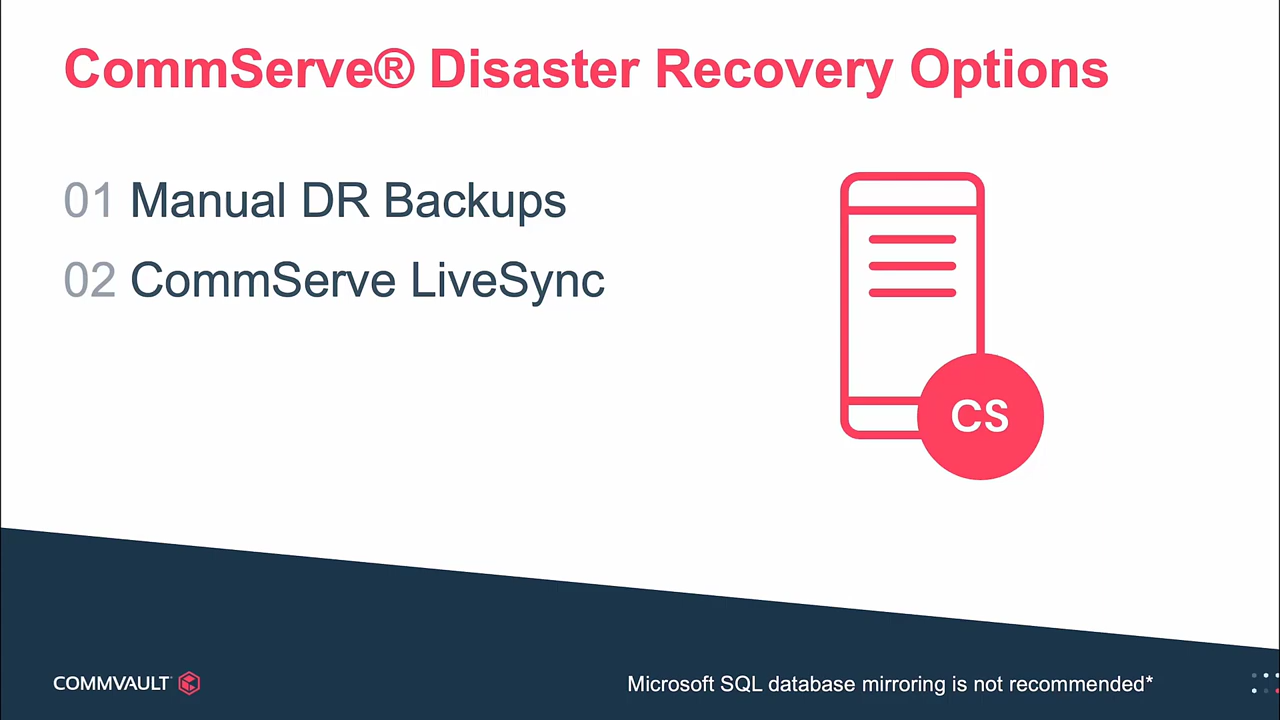 CommServe® Disaster Recovery Options
01 Manual DR Backups
02 CommServe LiveSync
CS
COMMVAULT
Microsoft SQL database mirroring is not recommended*